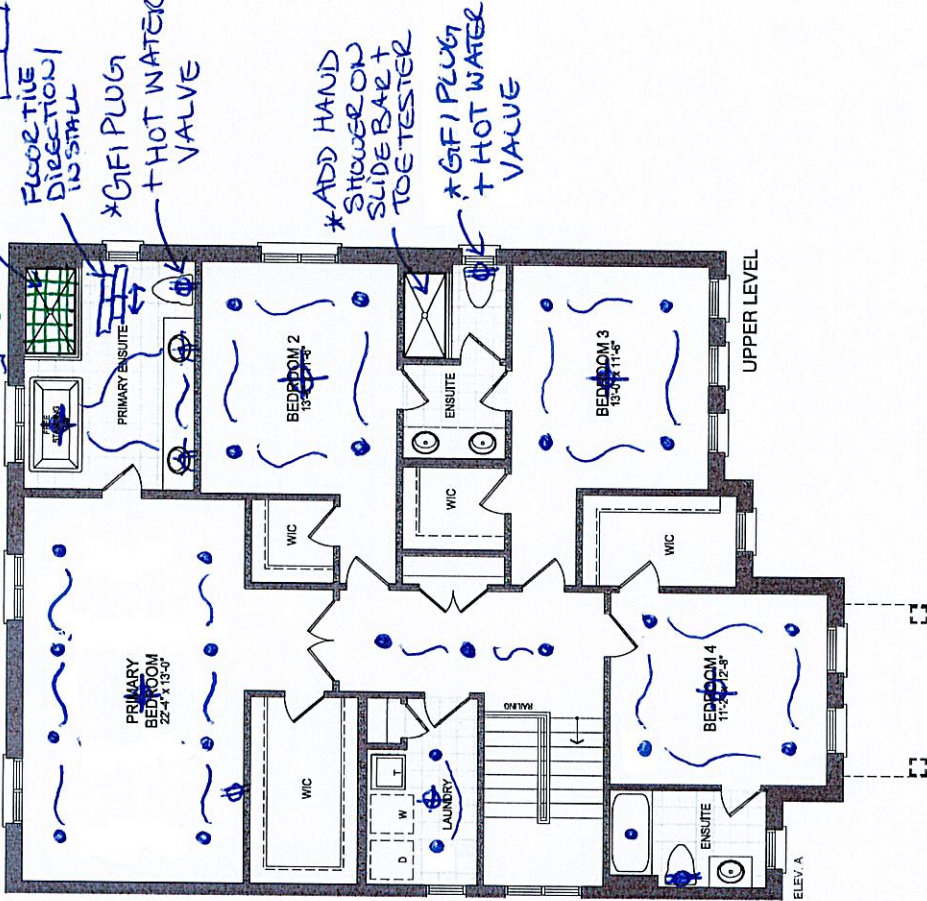 FLOOR TILE
DIRECTION/
INSTALL
*GFI PLUG
+ HOT WATER
VALVE
*ADD HAND
SHOWER ON
SLIDE BAR +
TOE TESTER
*GFI PLUG
+ HOT WATER
VALVE
PRIMARY ENSUITE
PRIMARY
BEDROOM
22'-4" x 13'-0"
BEDROOM 2
WIC
WIC
ENSUITE
BEDROOM 3
WIC
WIC
T
W
D
LAUNDRY
RAILING
BEDROOM 4
ENSUITE
ELEV. A
UPPER LEVEL